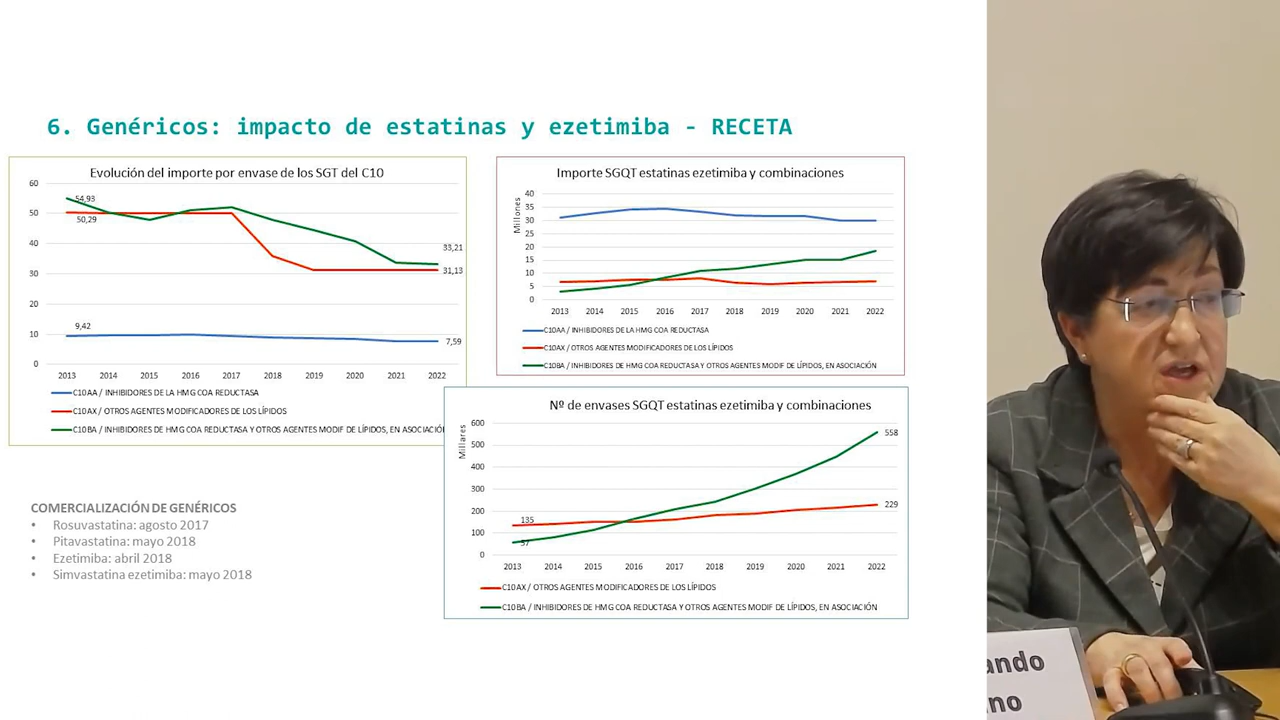 6. Genéricos: impacto de estatinas y ezetimiba - RECETA
Evolución del importe por envase de los SGT del C10
60
50
40
30
20
10
0
54,93
50,29
9,42
33,21
31,13
7,59
2013 2014 2015 2016 2017 2018 2019 2020 2021 2022
C10AA / INHIBIDORES DE LA HMG COA REDUCTASA
C10AX / OTROS AGENTES MODIFICADORES DE LOS LÍPIDOS
C10BA / INHIBIDORES DE HMG COA REDUCTASA Y OTROS AGENTES MODIF DE LÍPIDOS, EN ASOCIACIÓ
Importe SGQT estatinas ezetimiba y combinaciones
Millones
40
35
30
25
20
15
10
5
0
2013 2014 2015 2016 2017 2018 2019 2020 2021 2022
C10AA / INHIBIDORES DE LA HMG COA REDUCTASA
C10AX / OTROS AGENTES MODIFICADORES DE LOS LÍPIDOS
C10BA / INHIBIDORES DE HMG COA REDUCTASA Y OTROS AGENTES MODIF DE LÍPIDOS, EN ASOCIACIÓN
Nº de envases SGQT estatinas ezetimiba y combinaciones
Millares
600
500
400
300
200
100
0
135
57
558
229
2013 2014 2015 2016 2017 2018 2019 2020 2021 2022
C10AX / OTROS AGENTES MODIFICADORES DE LOS LÍPIDOS
C10BA / INHIBIDORES DE HMG COA REDUCTASA Y OTROS AGENTES MODIF DE LÍPIDOS, EN ASOCIACIÓN
COMERCIALIZACIÓN DE GENÉRICOS
• Rosuvastatina: agosto 2017
• Pitavastatina: mayo 2018
• Ezetimiba: abril 2018
• Simvastatina ezetimiba: mayo 2018
ando
no